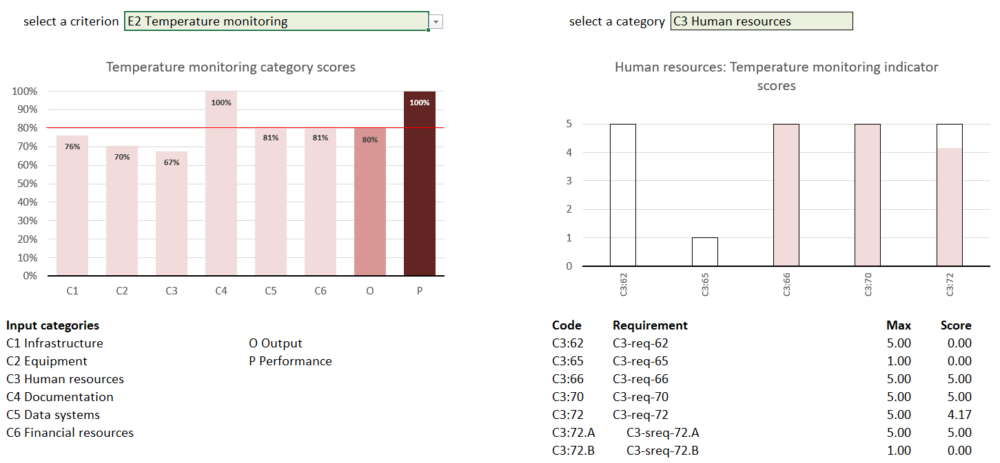 select a criterion E2 Temperature monitoring
select a category C3 Human resources
Temperature monitoring category scores
100%
90%
80%
70%
60%
50%
40%
30%
20%
10%
0%
76%
70%
67%
100%
81%
81%
80%
100%
C1 C2 C3 C4 C5 C6 O P
Input categories
C1 Infrastructure O Output
C2 Equipment P Performance
C3 Human resources
C4 Documentation
C5 Data systems
C6 Financial resources
Human resources: Temperature monitoring indicator
scores
5
4
3
2
1
0
C3:62
C3:65
C3:66
C3:70
C3:72
Code Requirement Max Score
C3:62 C3-req-62 5.00 0.00
C3:65 C3-req-65 1.00 0.00
C3:66 C3-req-66 5.00 5.00
C3:70 C3-req-70 5.00 5.00
C3:72 C3-req-72 5.00 4.17
C3:72.A C3-sreq-72.A 5.00 5.00
C3:72.B C3-sreq-72.B 1.00 0.00